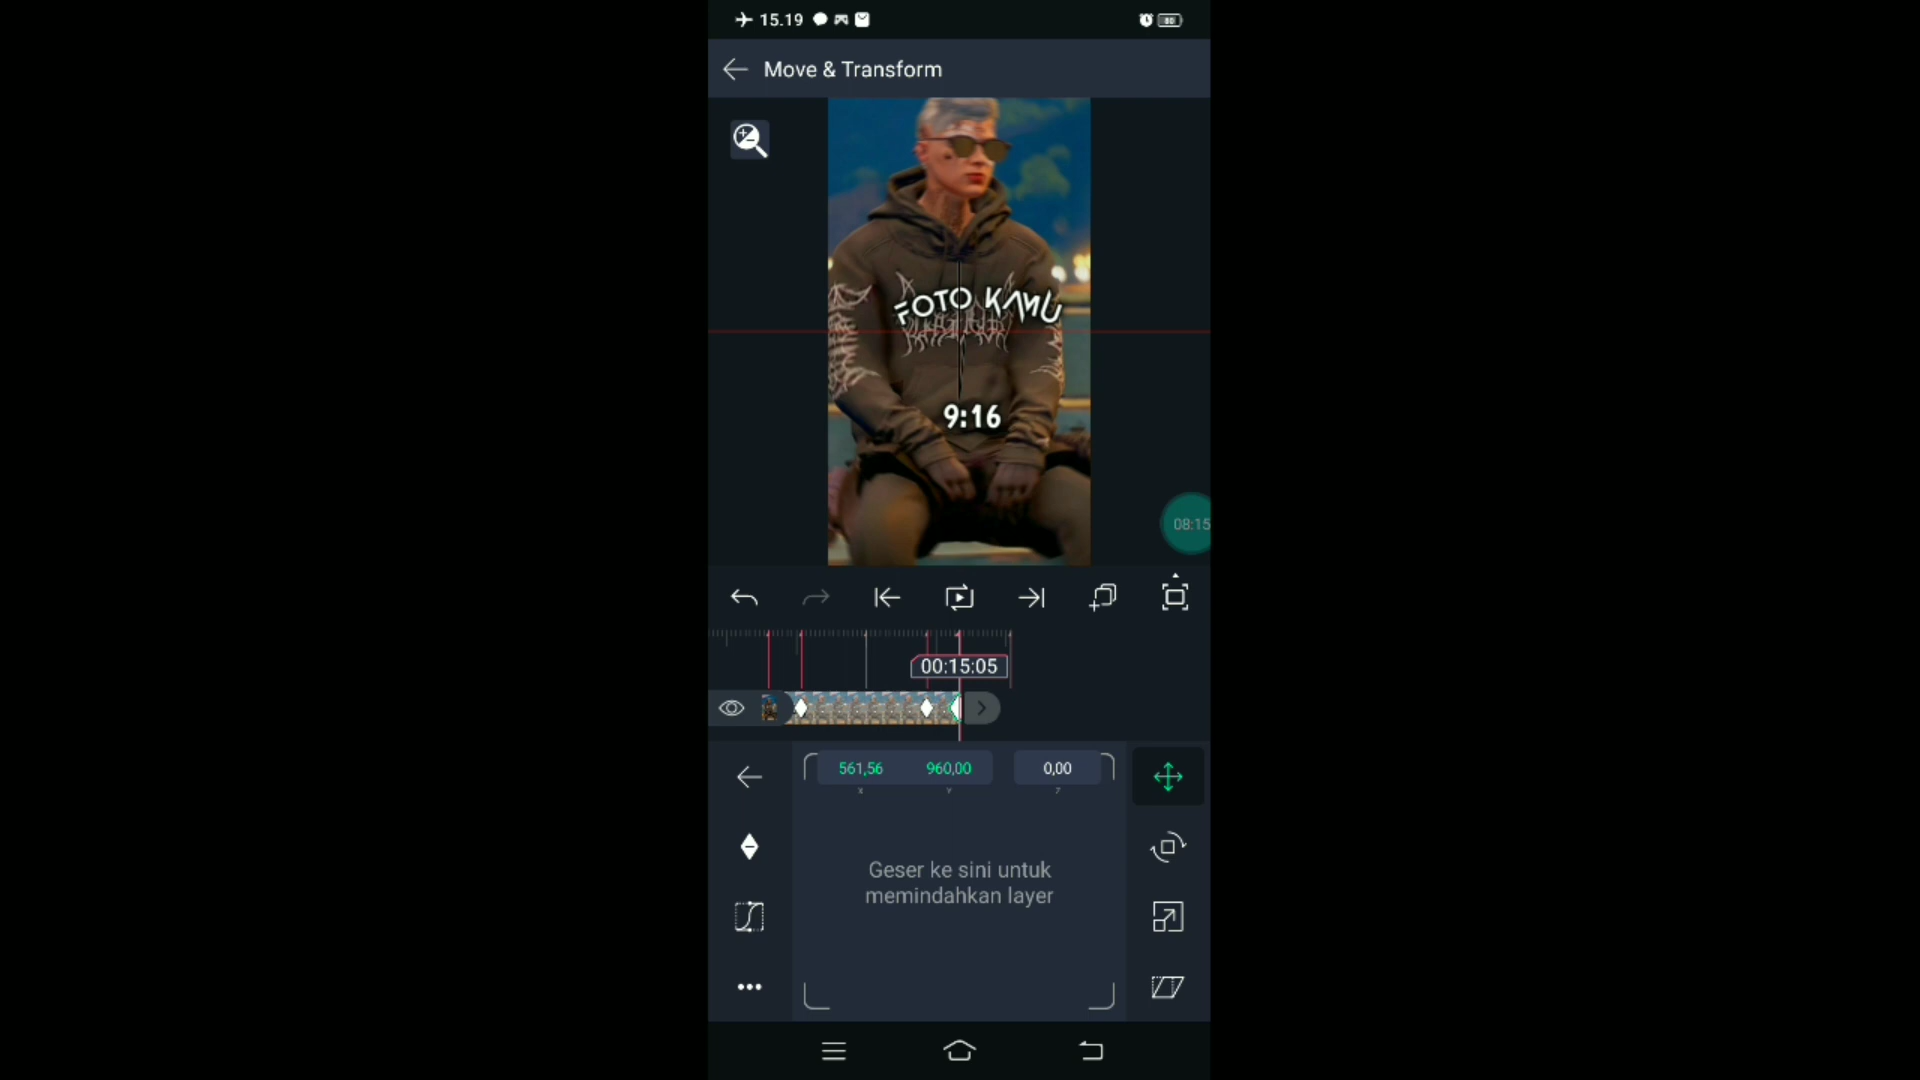 15.19
80
Move & Transform
FOTO KAMU
9:16
08:15
00:15:05
561,56 960,00 0,00
X Y Z
Geser ke sini untuk
memindahkan layer